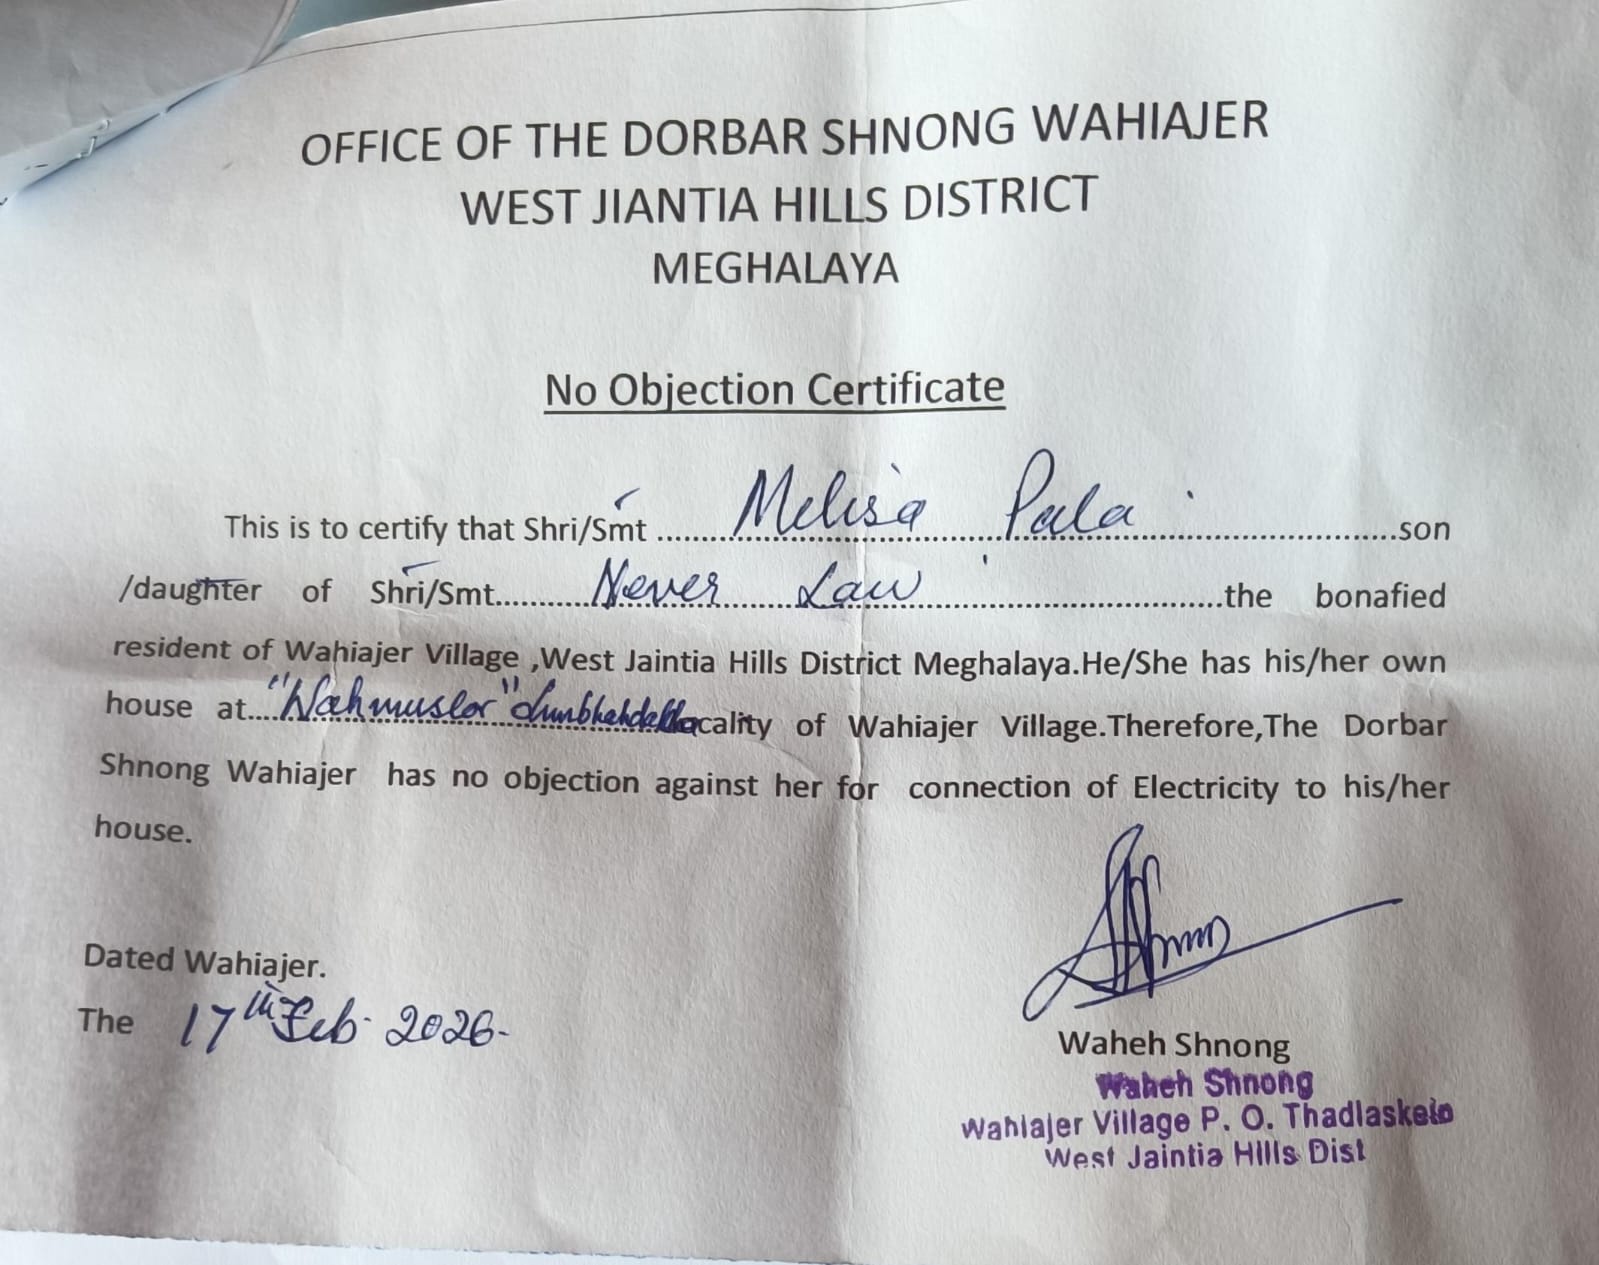 OFFICE OF THE DORBAR SHNONG WAHIAJER
WEST JIANTIA HILLS DISTRICT
MEGHALAYA
No Objection Certificate
This is to certify that Shri/Smt ........Melisa Pala........son
/daughter of Shri/Smt........Never Law........the bonafied
resident of Wahiajer Village ,West Jaintia Hills District Meghalaya.He/She has his/her own
house at...."Wahmuslor" locality of Wahiajer Village.Therefore,The Dorbar
Shnong Wahiajer has no objection against her for connection of Electricity to his/her
house.
Dated Wahiajer.
The 17th Feb. 2026-
Waheh Shnong
Waheh Shnong
Wahiajer Village P. O. Thadlaskein
West Jaintia Hills Dist